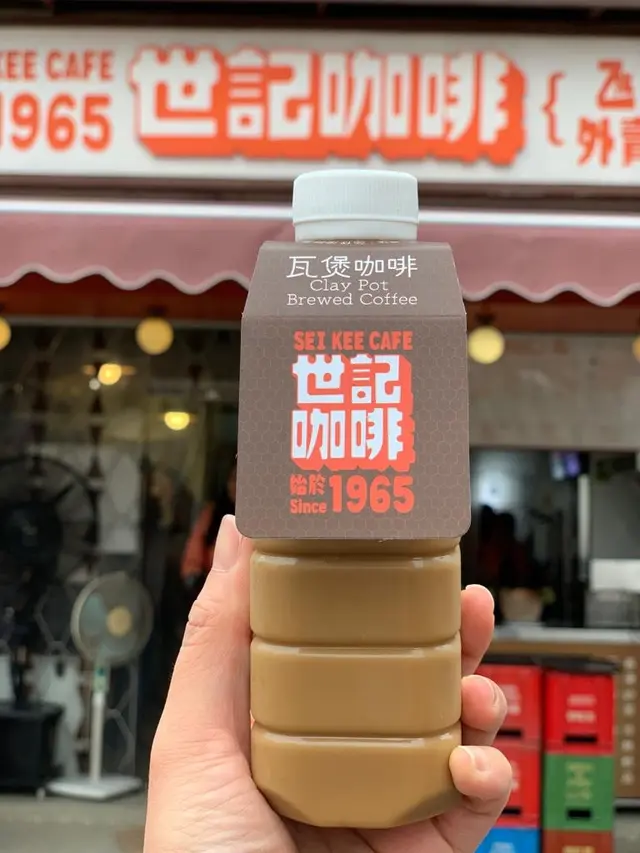 KEE CAFE
1965
世記咖啡
{
外
瓦煲咖啡
Clay Pot
Brewed Coffee
SEI KEE CAFE
世記
咖啡
始於
Since 1965